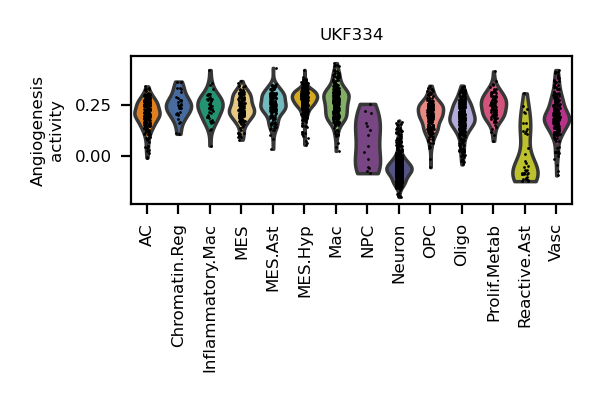 UKF334
Angiogenesis
activity
0.25
0.00
AC
Chromatin.Reg
Inflammatory.Mac
MES
MES.Ast
MES.Hyp
Mac
NPC
Neuron
OPC
Oligo
Prolif.Metab
Reactive.Ast
Vasc